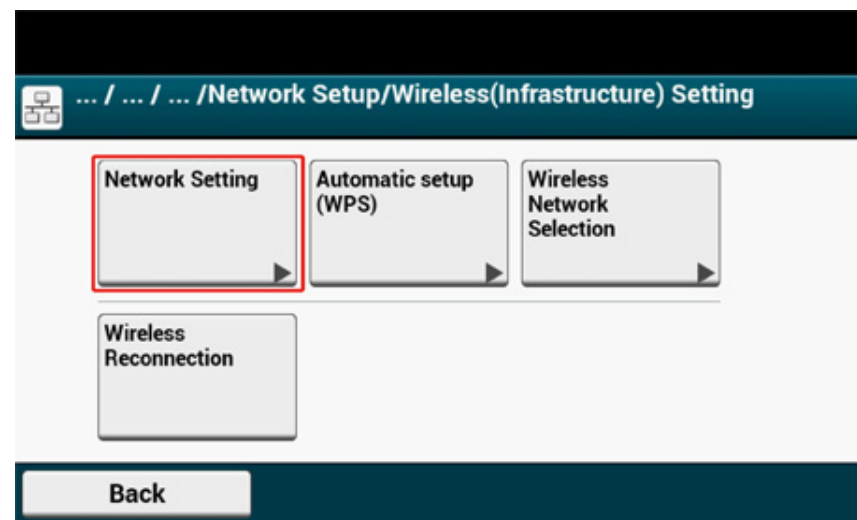 ... / ... / ... /Network Setup/Wireless(Infrastructure) Setting
Network Setting
Automatic setup
(WPS)
Wireless
Network
Selection
Wireless
Reconnection
Back